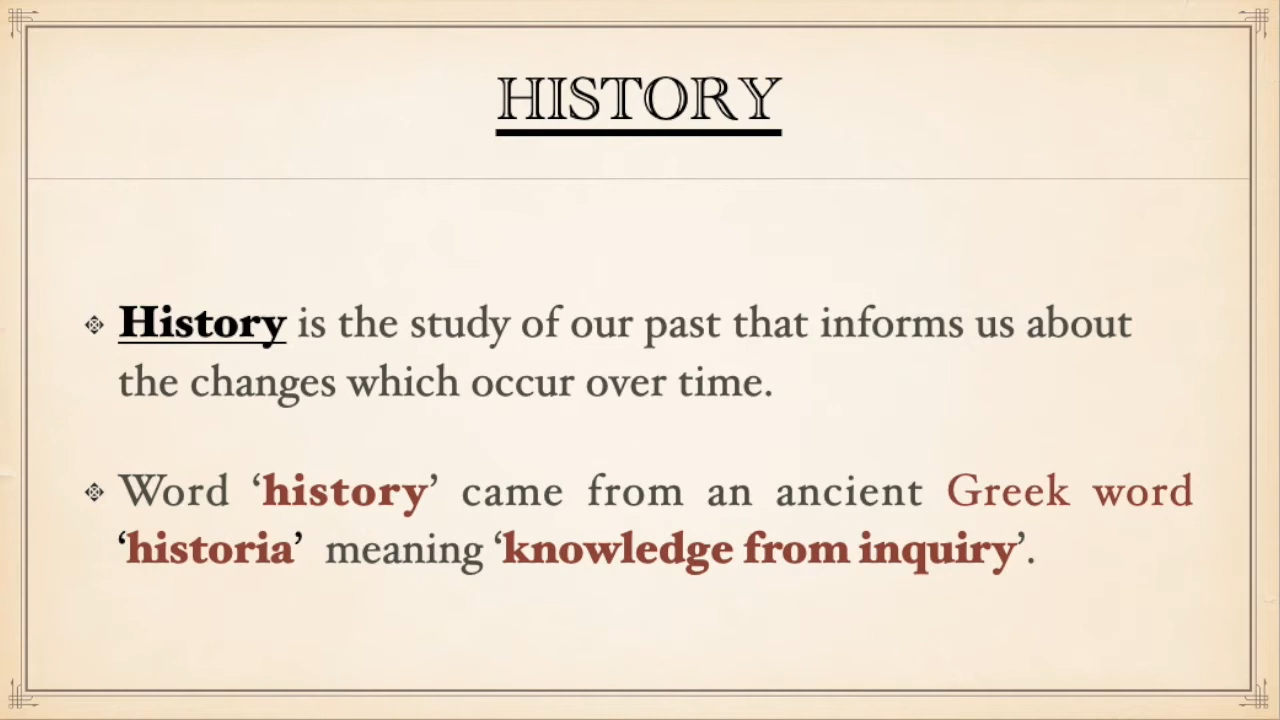 HISTORY
History is the study of our past that informs us about
the changes which occur over time.
Word ‘history’ came from an ancient Greek word
‘historia’ meaning ‘knowledge from inquiry’.